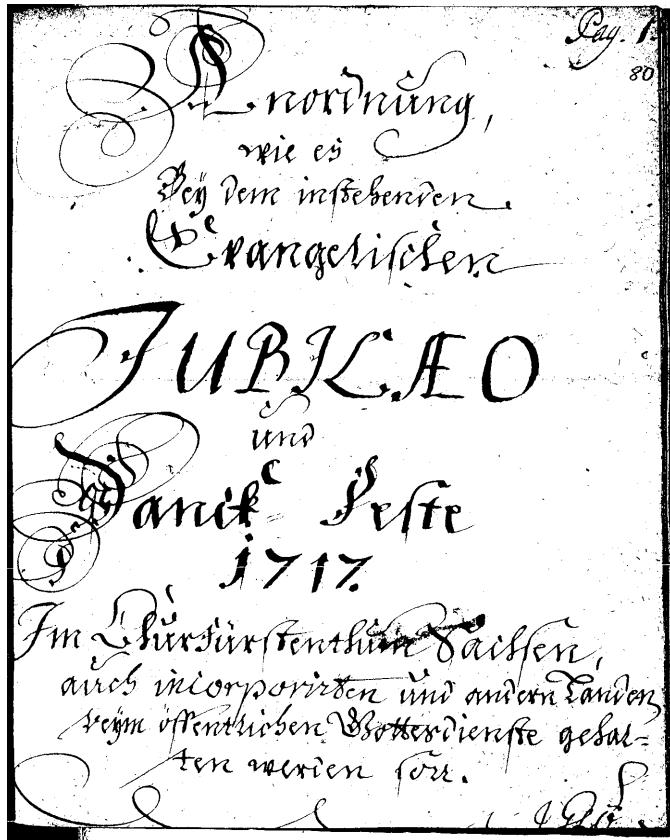 Pag. 1.
80
Anordnung,
wie es
Bey dem instehenden
Evangelischen
JUBILÆO
und
Danck- Feste
1717.
Im Churfürstenthum Sachsen,
auch incorporirten und andern Landen,
beym öffentlichen Gottesdienste gehal=
ten werden soll.